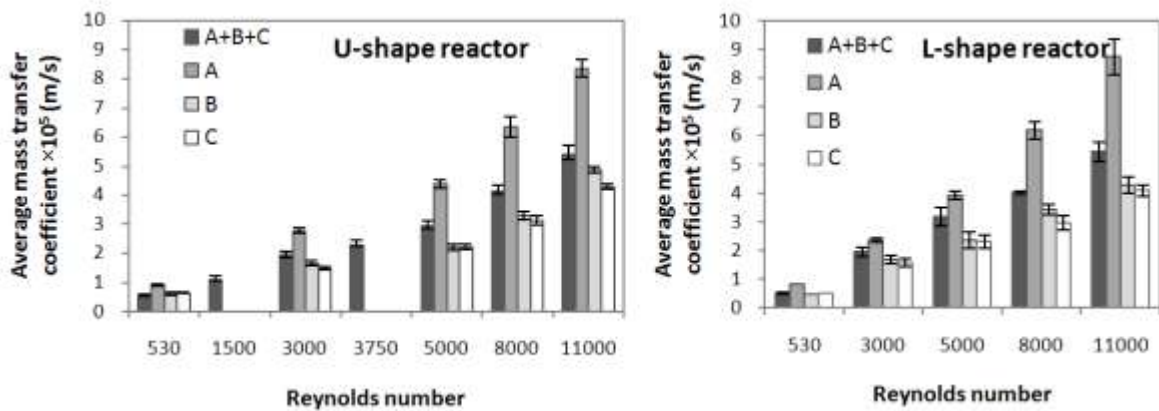 Average mass transfer
coefficient ×10⁵ (m/s)
10
9
8
7
6
5
4
3
2
1
0
A+B+C
A
B
C
U-shape reactor
530 1500 3000 3750 5000 8000 11000
Reynolds number
Average mass transfer
coefficient ×10⁵ (m/s)
10
9
8
7
6
5
4
3
2
1
0
A+B+C
A
B
C
L-shape reactor
530 3000 5000 8000 11000
Reynolds number